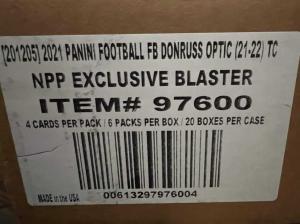 [201205] 2021 PANINI FOOTBALL FB DONRUSS OPTIC (21-22) TC
NPP EXCLUSIVE BLASTER
ITEM# 97600
4 CARDS PER PACK / 6 PACKS PER BOX / 20 BOXES PER CASE
MADE in the USA
00613297976004